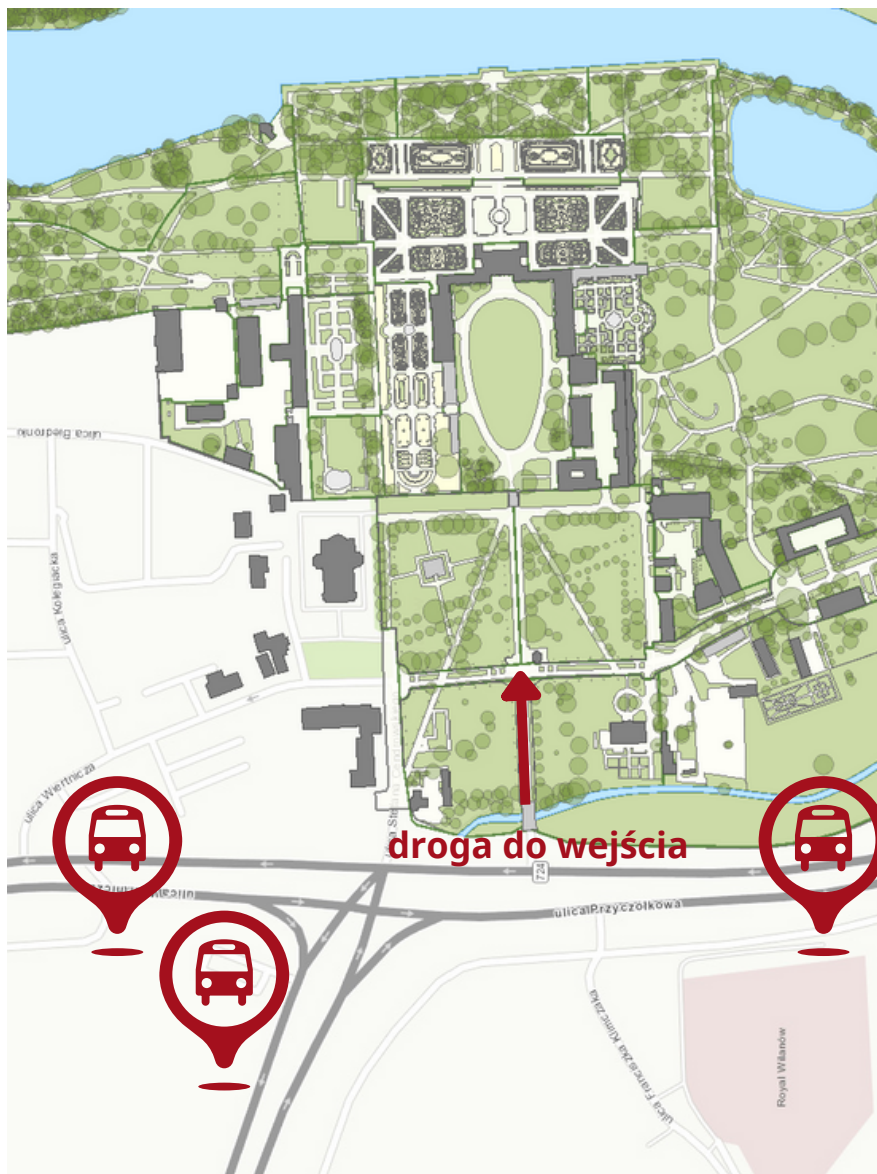 ulica Biedronki
ulica Kolegiacka
ulica Wiertnicza
droga do wejścia
724
ulica Przyczółkowa
ulica Franciszka Klimczaka
Royal Wilanów